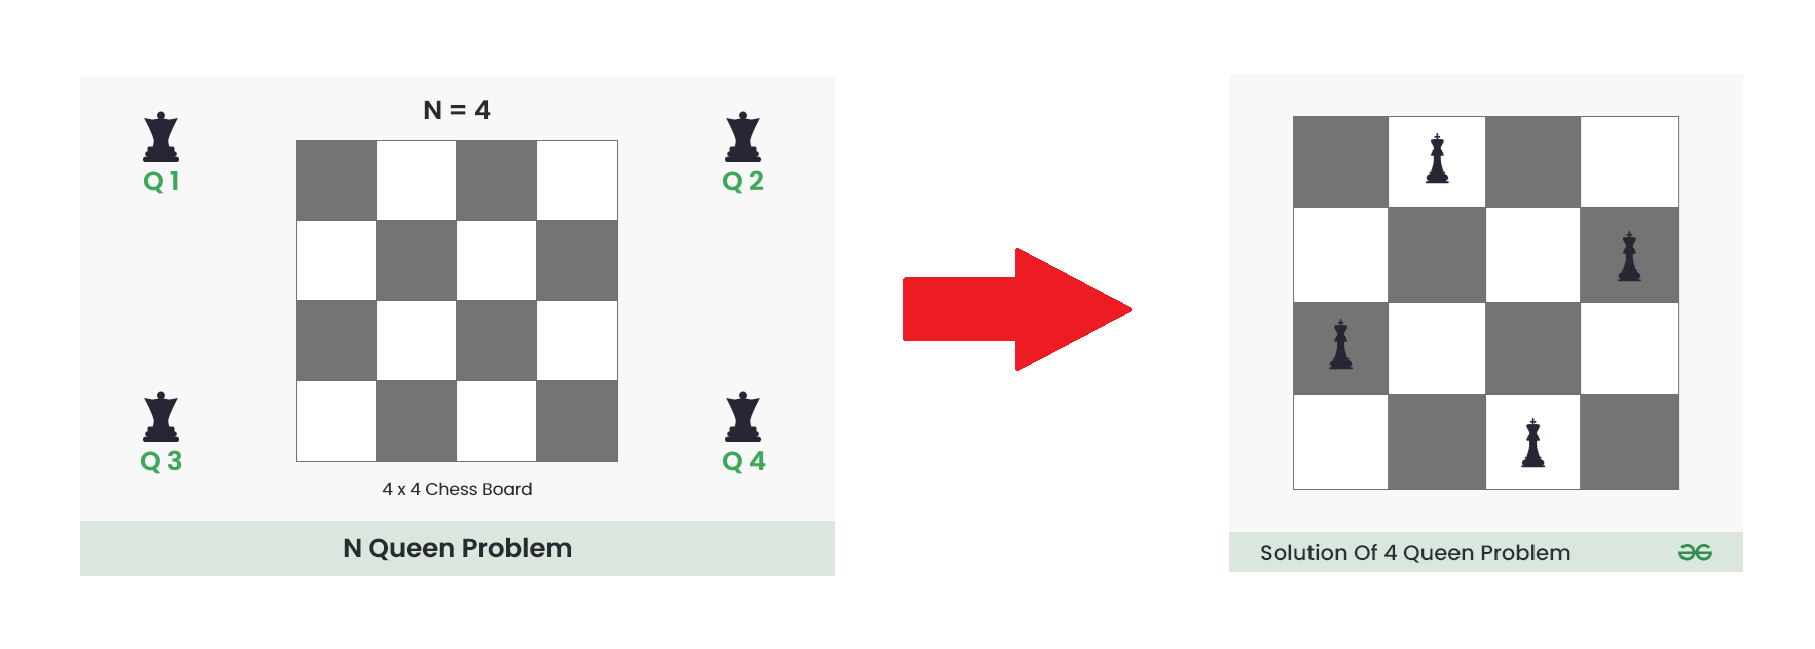 N = 4
Q 1
Q 2
Q 3
Q 4
4 x 4 Chess Board
N Queen Problem
Solution Of 4 Queen Problem